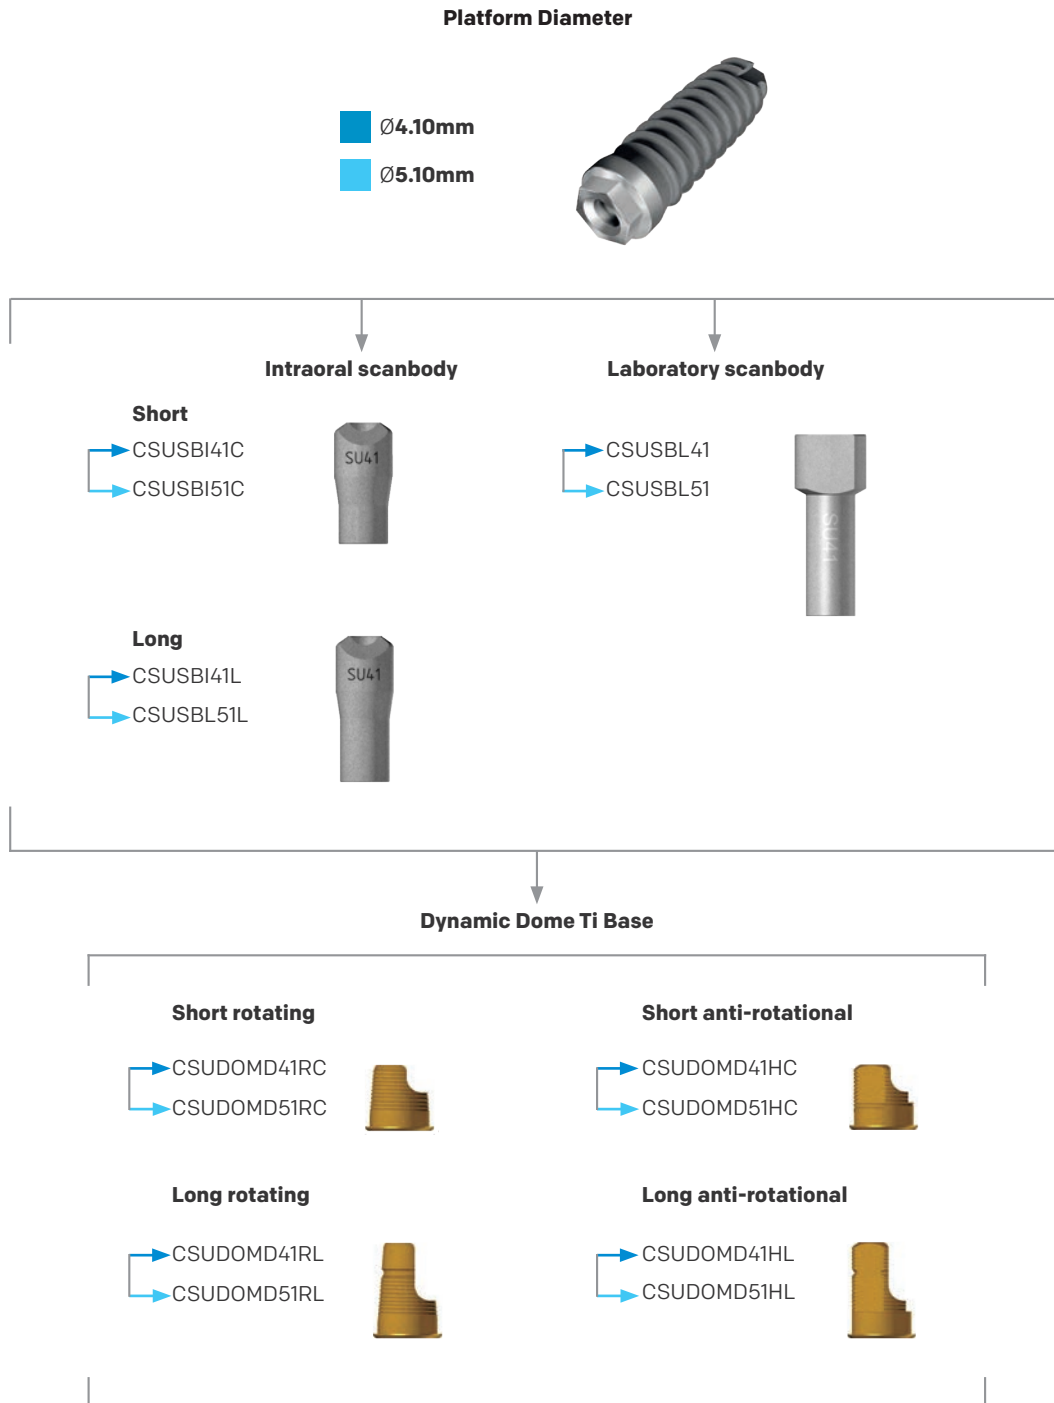 Platform Diameter
Ø4.10mm
Ø5.10mm
Intraoral scanbody
Short
CSUSBI41C
CSUSBI51C
SU41
Long
CSUSBI41L
CSUSBL51L
SU41
Laboratory scanbody
CSUSBL41
CSUSBL51
SU41
Dynamic Dome Ti Base
Short rotating
CSUDOMD41RC
CSUDOMD51RC
Short anti-rotational
CSUDOMD41HC
CSUDOMD51HC
Long rotating
CSUDOMD41RL
CSUDOMD51RL
Long anti-rotational
CSUDOMD41HL
CSUDOMD51HL